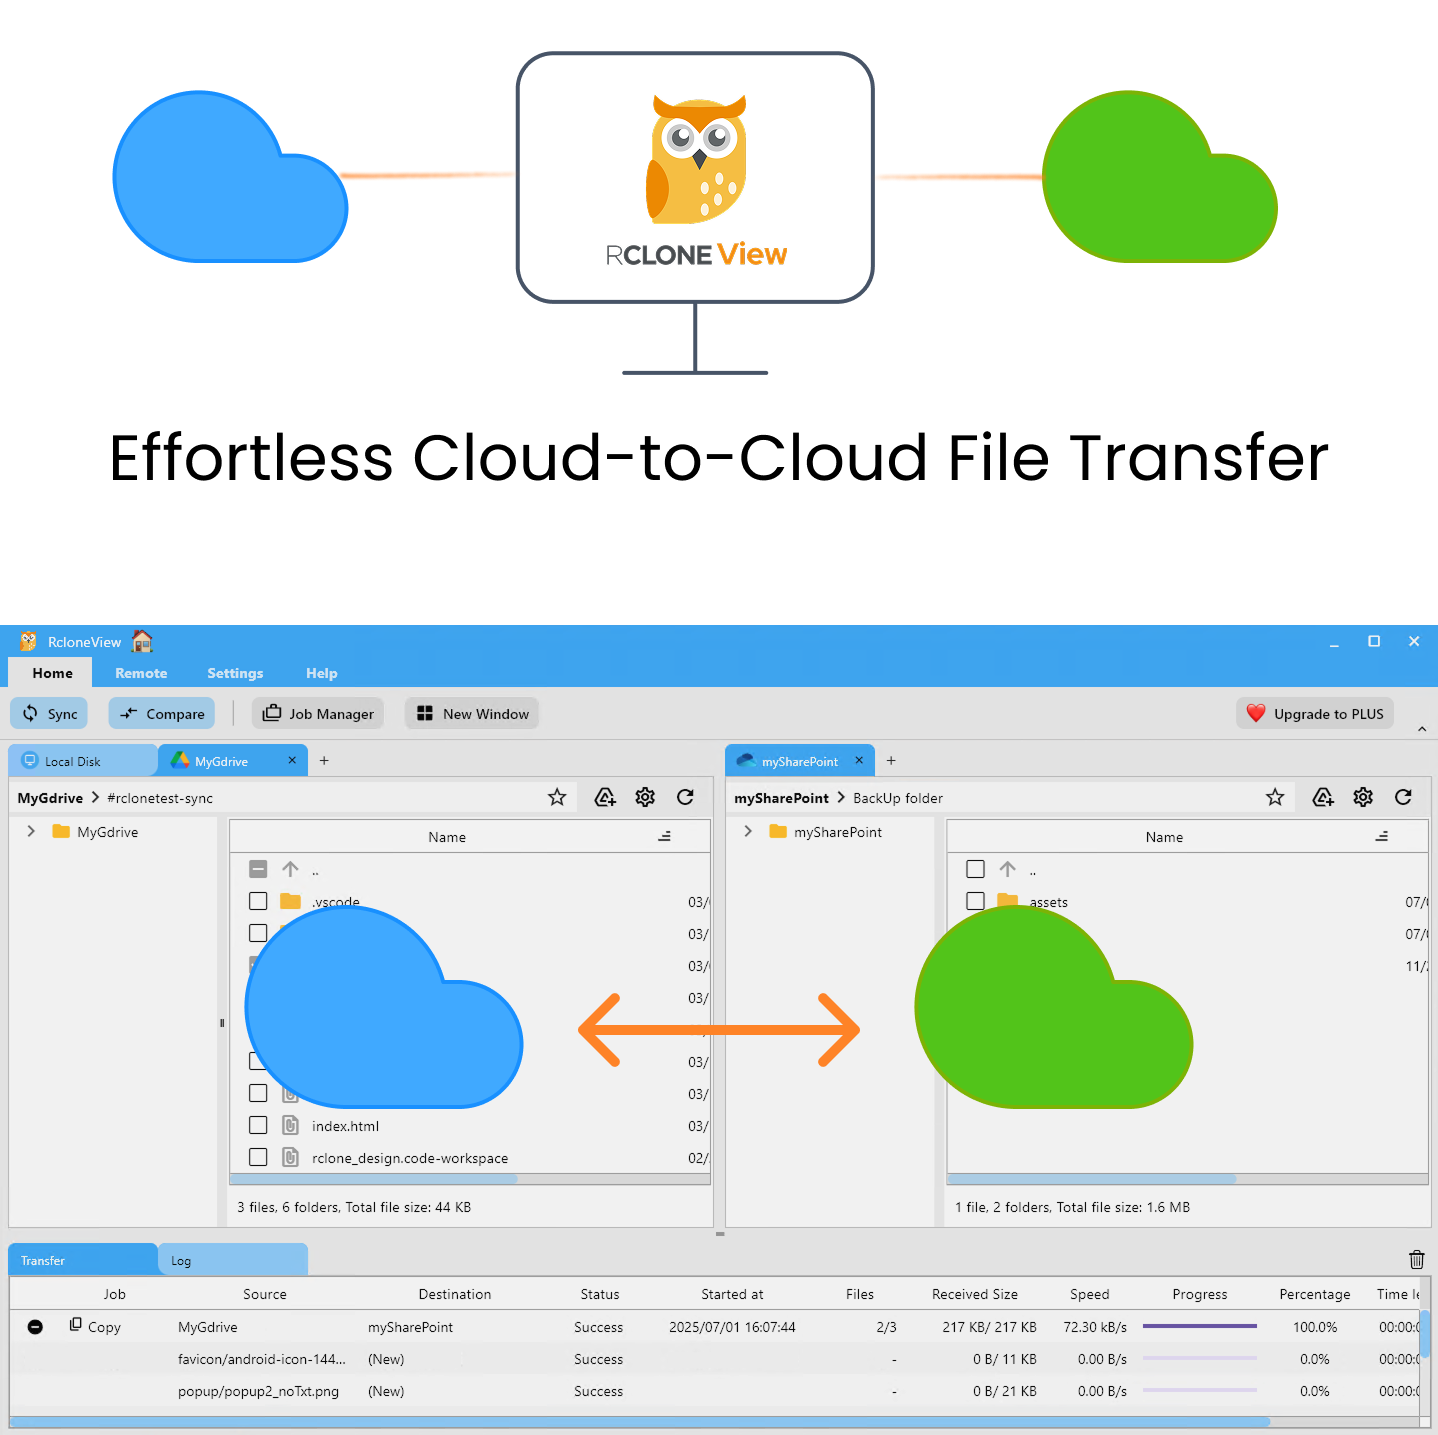 RCLONE View
Effortless Cloud-to-Cloud File Transfer
RcloneView
Home Remote Settings Help
Sync Compare Job Manager New Window Upgrade to PLUS
Local Disk MyGdrive × + mySharePoint × +
MyGdrive > #rclonetest-sync
mySharePoint > BackUp folder
MyGdrive
Name
..
.vscode 03/
03/
03/
03/
03/
03/
index.html 03/
rclone_design.code-workspace 02/
3 files, 6 folders, Total file size: 44 KB
mySharePoint
Name
..
assets 07/
07/
11/
1 file, 2 folders, Total file size: 1.6 MB
Transfer Log
Job Source Destination Status Started at Files Received Size Speed Progress Percentage Time
Copy MyGdrive mySharePoint Success 2025/07/01 16:07:44 2/3 217 KB/ 217 KB 72.30 kB/s 100.0% 00:00:
favicon/android-icon-144... (New) Success - 0 B/ 11 KB 0.00 B/s 0.0% 00:00:
popup/popup2_noTxt.png (New) Success - 0 B/ 21 KB 0.00 B/s 0.0% 00:00: